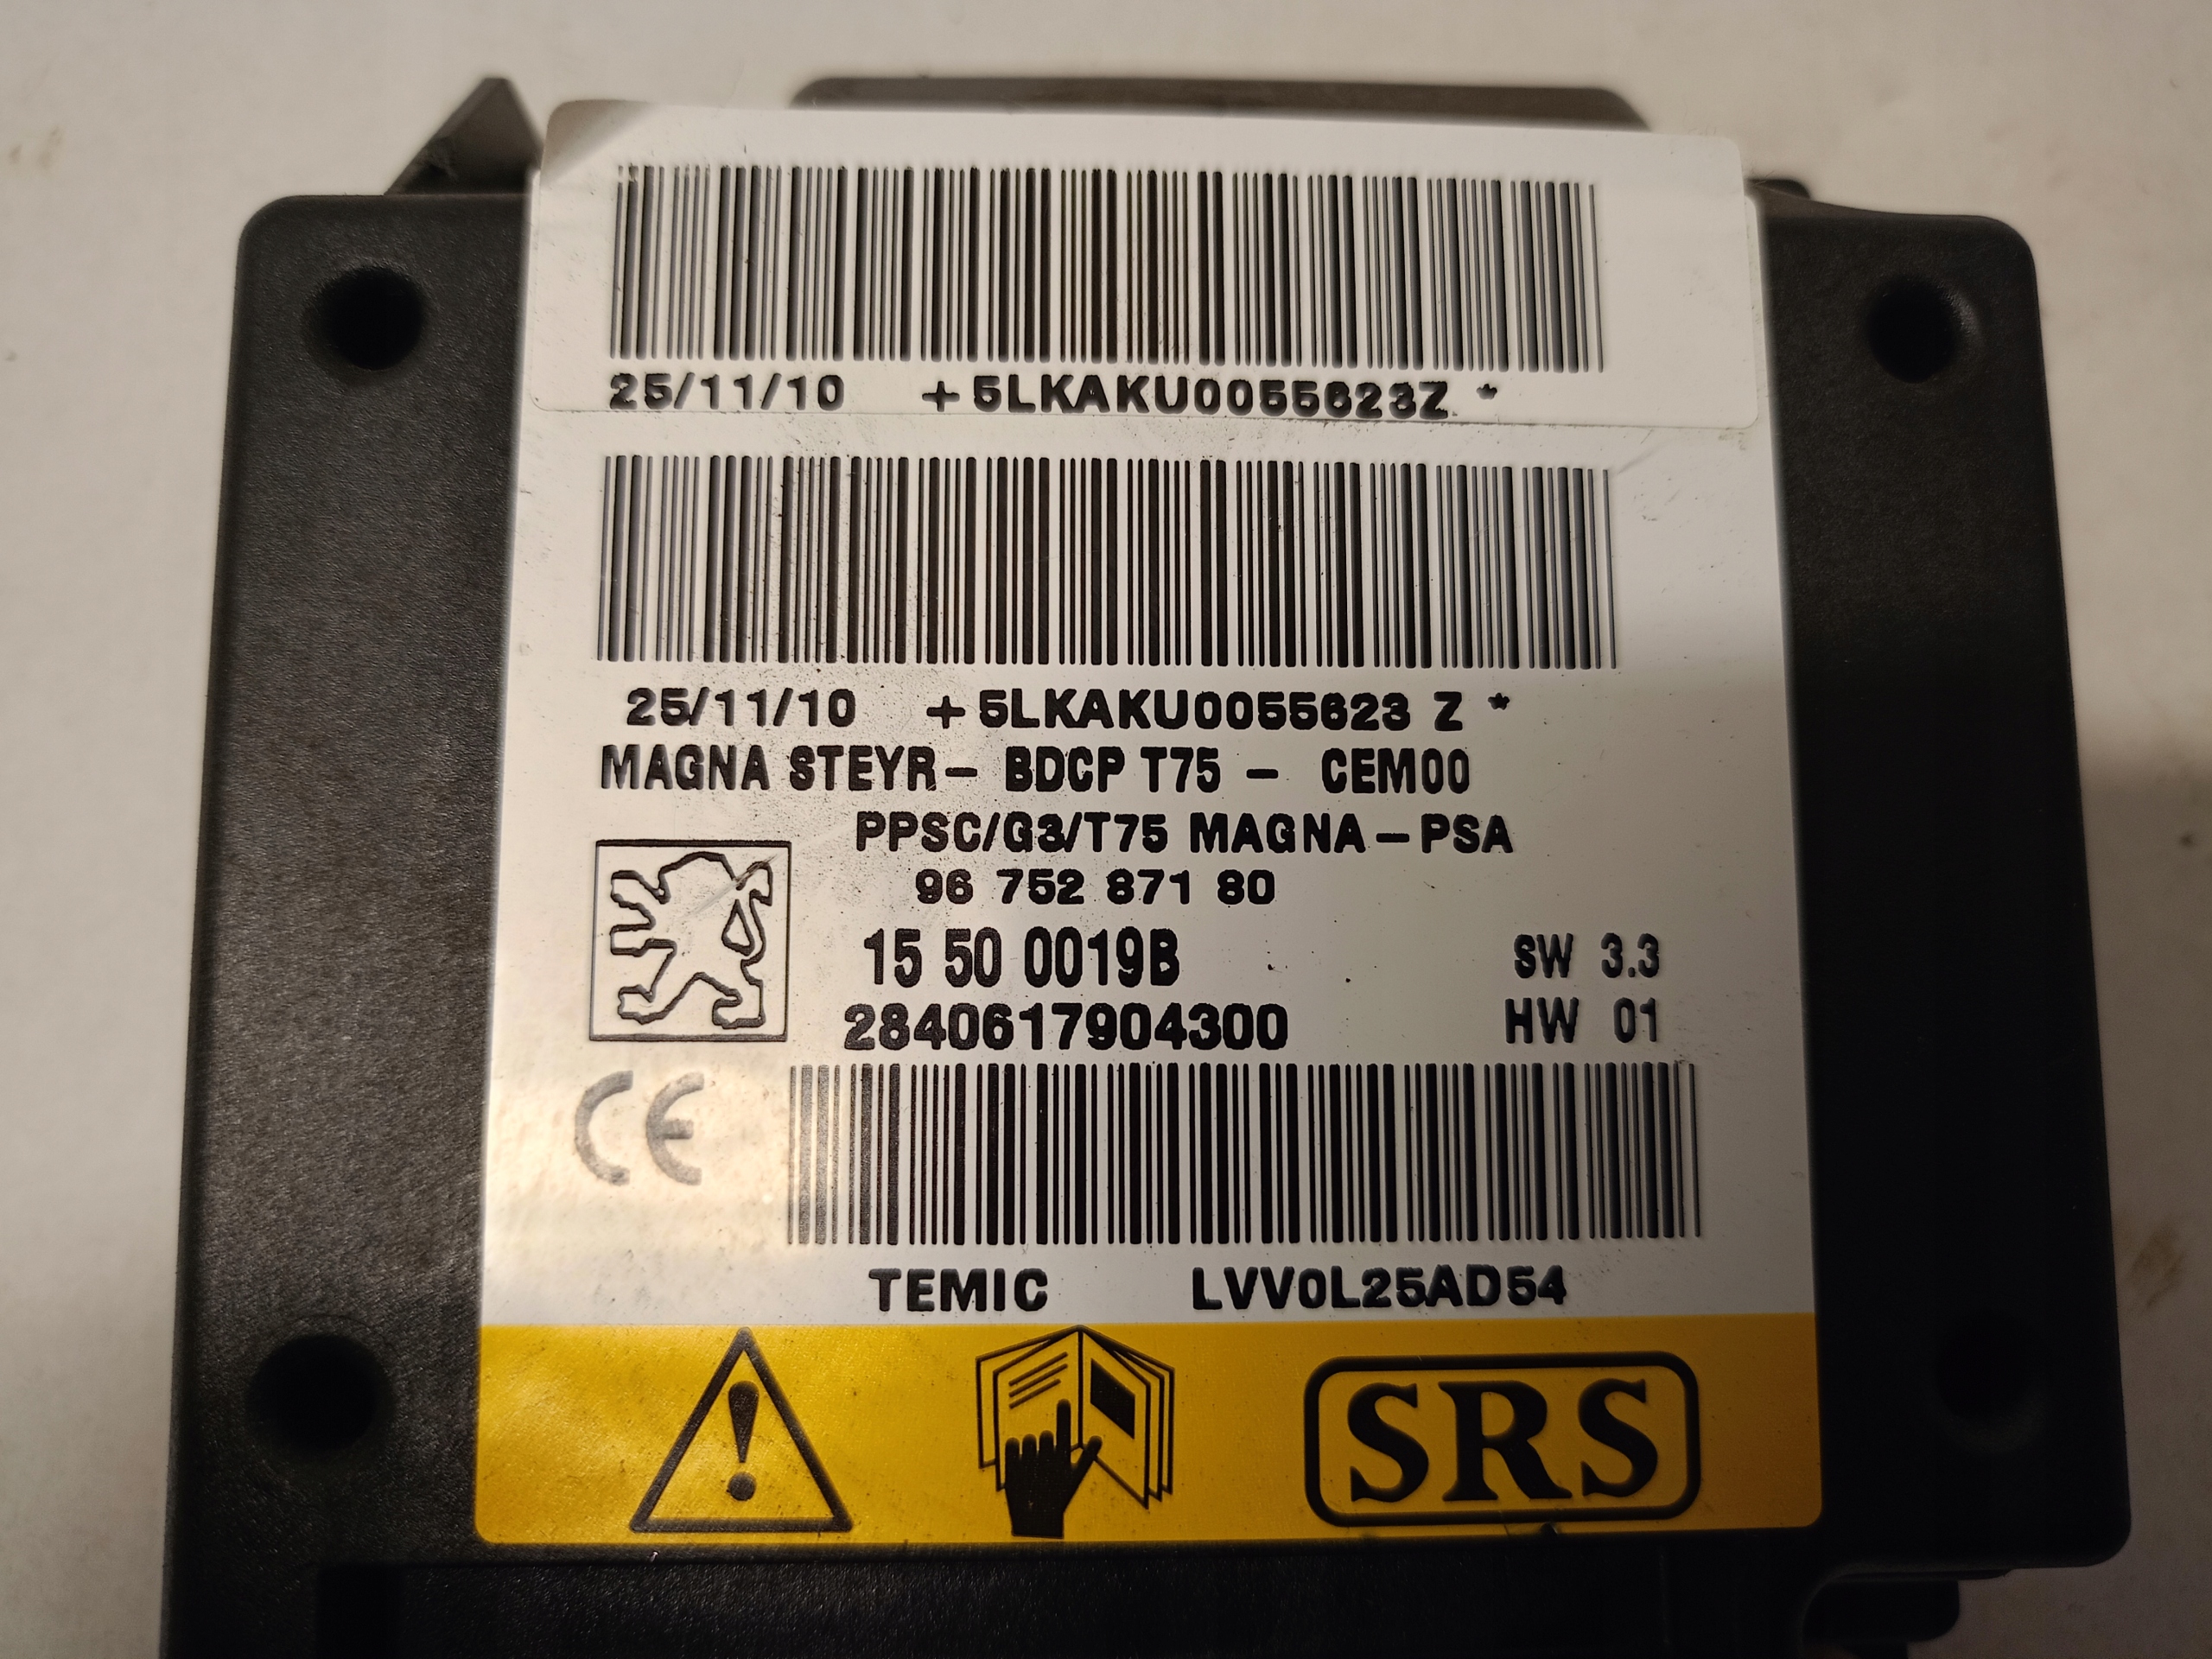 25/11/10 +5LKAKU0055623Z *
25/11/10 +5LKAKU0055623 Z *
MAGNA STEYR- BDCP T75 - CEM00
PPSC/G3/T75 MAGNA-PSA
96 752 871 80
15 50 0019B SW 3.3
2840617904300 HW 01
CE
TEMIC LVV0L25AD54
SRS